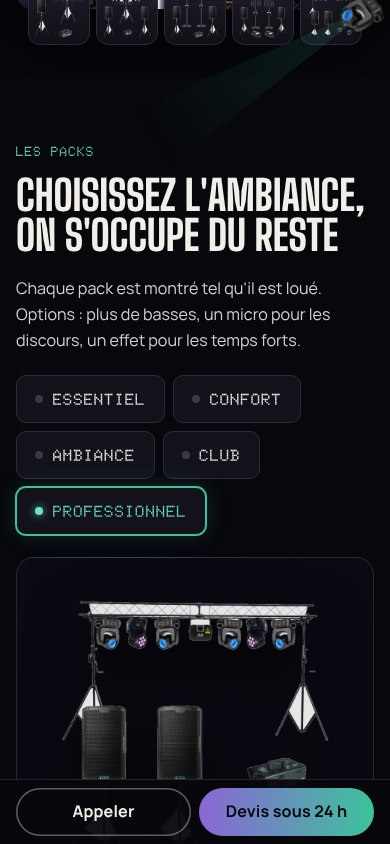 LES PACKS
CHOISISSEZ L'AMBIANCE,
ON S'OCCUPE DU RESTE
Chaque pack est montré tel qu'il est loué.
Options : plus de basses, un micro pour les
discours, un effet pour les temps forts.
ESSENTIEL
CONFORT
AMBIANCE
CLUB
PROFESSIONNEL
Appeler
Devis sous 24 h